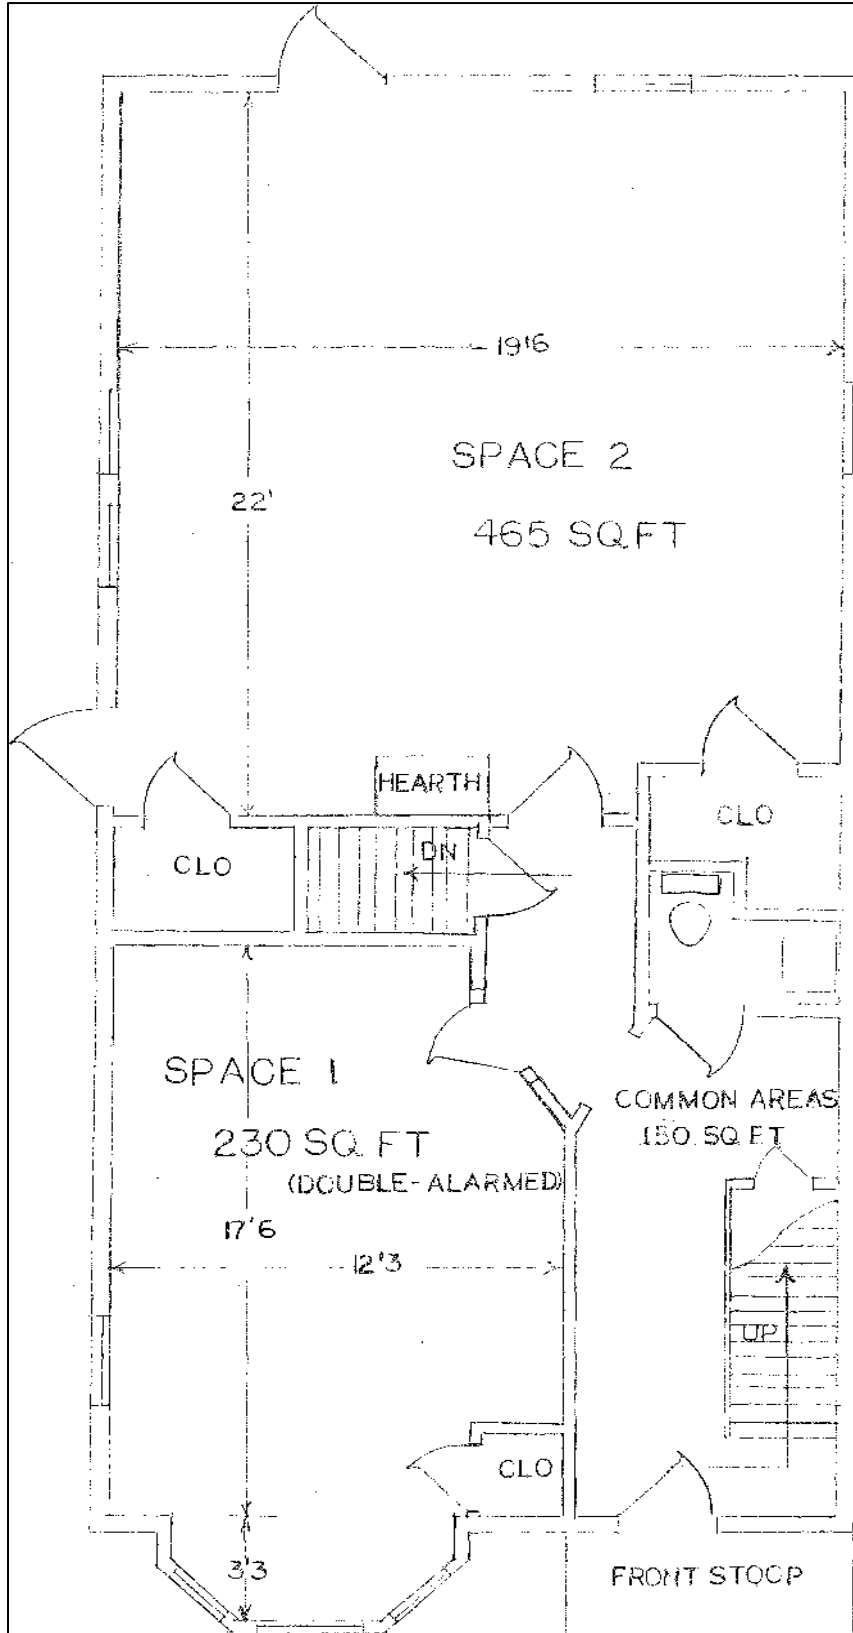 19'6
SPACE 2
22'
465 SQ.FT
HEARTH
CLO
CLO
DN
SPACE 1
COMMON AREAS
150 SQ FT
230 SQ. FT
(DOUBLE-ALARMED)
17'6
12'3
UP
CLO
3'3
FRONT STOOP